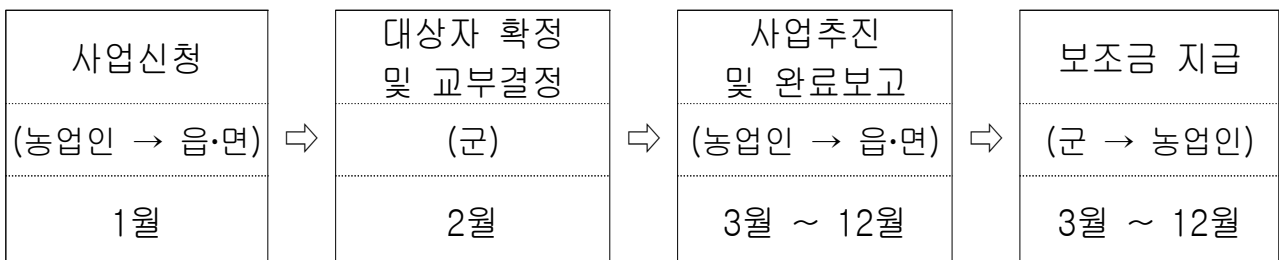 사업신청
(농업인 → 읍·면)
1월
⇨
대상자 확정
및 교부결정
(군)
2월
⇨
사업추진
및 완료보고
(농업인 → 읍·면)
3월 ~ 12월
⇨
보조금 지급
(군 → 농업인)
3월 ~ 12월